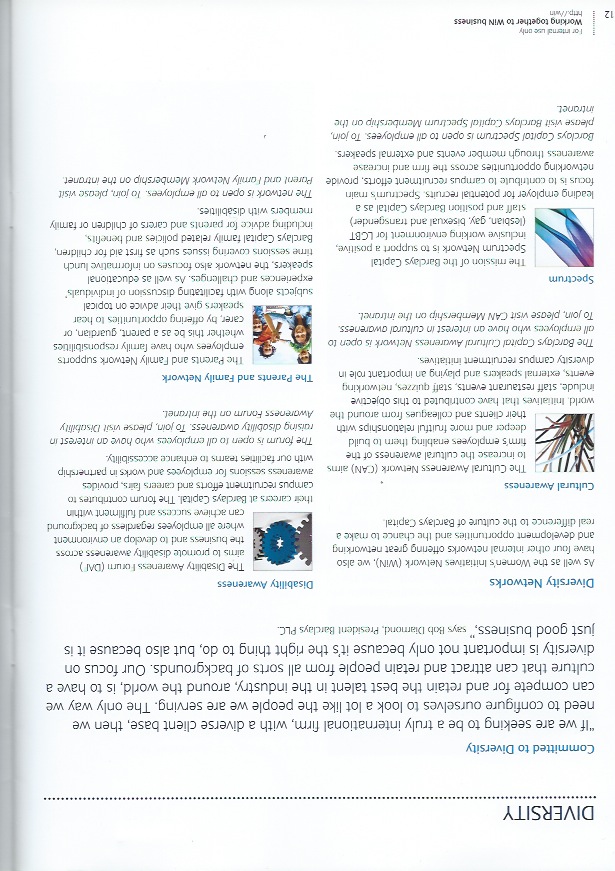 DIVERSITY
Committed to Diversity
“If we are seeking to be a truly international firm, with a diverse client base, then we
need to configure ourselves to look a lot like the people we are serving. The only way we
can compete for and retain the best talent in the industry, around the world, is to have a
culture that can attract and retain people from all sorts of backgrounds. Our focus on
diversity is important not only because it’s the right thing to do, but also because it is
just good business,” says Bob Diamond, President Barclays PLC.
Diversity Networks
As well as the Women’s Initiatives Network (WiN), we also
have four other internal networks offering great networking
and development opportunities and the chance to make a
real difference to the culture of Barclays Capital.
Cultural Awareness
The Cultural Awareness Network (CAN) aims
to increase the cultural awareness of the
firm’s employees enabling them to build
deeper and more fruitful relationships with
their clients and colleagues from around the
world. Initiatives that have contributed to this objective
include, staff restaurant events, staff quizzes, networking
events, external speakers and playing an important role in
diversity campus recruitment initiatives.
The Barclays Capital Cultural Awareness Network is open to
all employees who have an interest in cultural awareness.
To join, please visit CAN Membership on the intranet.
Spectrum
The mission of the Barclays Capital
Spectrum Network is to support a positive,
inclusive working environment for LGBT
(lesbian, gay, bisexual and transgender)
staff and position Barclays Capital as a
leading employer for potential recruits. Spectrum’s main
focus is to contribute to campus recruitment efforts, provide
networking opportunities across the firm and increase
awareness through member events and external speakers.
Barclays Capital Spectrum is open to all employees. To join,
please visit Barclays Capital Spectrum Membership on the
intranet.
Disability Awareness
The Disability Awareness Forum (DAF)
aims to promote disability awareness across
the business and to develop an environment
where all employees regardless of background
can achieve success and fulfilment within
their careers at Barclays Capital. The forum contributes to
campus recruitment efforts and careers fairs, provides
awareness sessions for employees and works in partnership
with our facilities teams to enhance accessibility.
The forum is open to all employees who have an interest in
raising disability awareness. To join, please visit Disability
Awareness Forum on the intranet.
The Parents and Family Network
The Parents and Family Network supports
employees who have family responsibilities
whether this be as a parent, guardian, or
carer, by offering opportunities to hear
speakers give their advice on topical
subjects along with facilitating discussion of individuals’
experiences and challenges. As well as educational
speakers, the network also focuses on informative lunch
time sessions covering issues such as first aid for children,
Barclays Capital family related policies and benefits,
including advice for parents and carers of children or family
members with disabilities.
The network is open to all employees. To join, please visit
Parent and Family Network Membership on the intranet.
For internal use only
Working together to WiN business
12
http://win